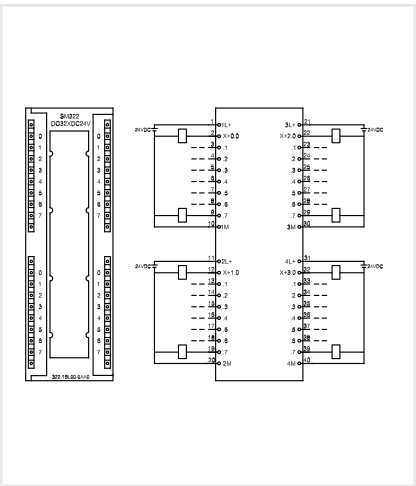 SM322
DO32XDC24V
0 0
1 1
2 2
3 3
4 4
5 5
6 6
7 7
0 0
1 1
2 2
3 3
4 4
5 5
6 6
7 7
322-1BL00-0AA0
1 1L+ 3L+ 21
24VDC 24VDC
2 X+0.0 X+2.0 22
3 .1 .1 23
4 .2 .2 24
5 .3 .3 25
6 .4 .4 26
7 .5 .5 27
8 .6 .6 28
9 .7 .7 29
10 1M 3M 30
11 2L+ 4L+ 31
24VDC 24VDC
12 X+1.0 X+3.0 32
13 .1 .1 33
14 .2 .2 34
15 .3 .3 35
16 .4 .4 36
17 .5 .5 37
18 .6 .6 38
19 .7 .7 39
20 2M 4M 40